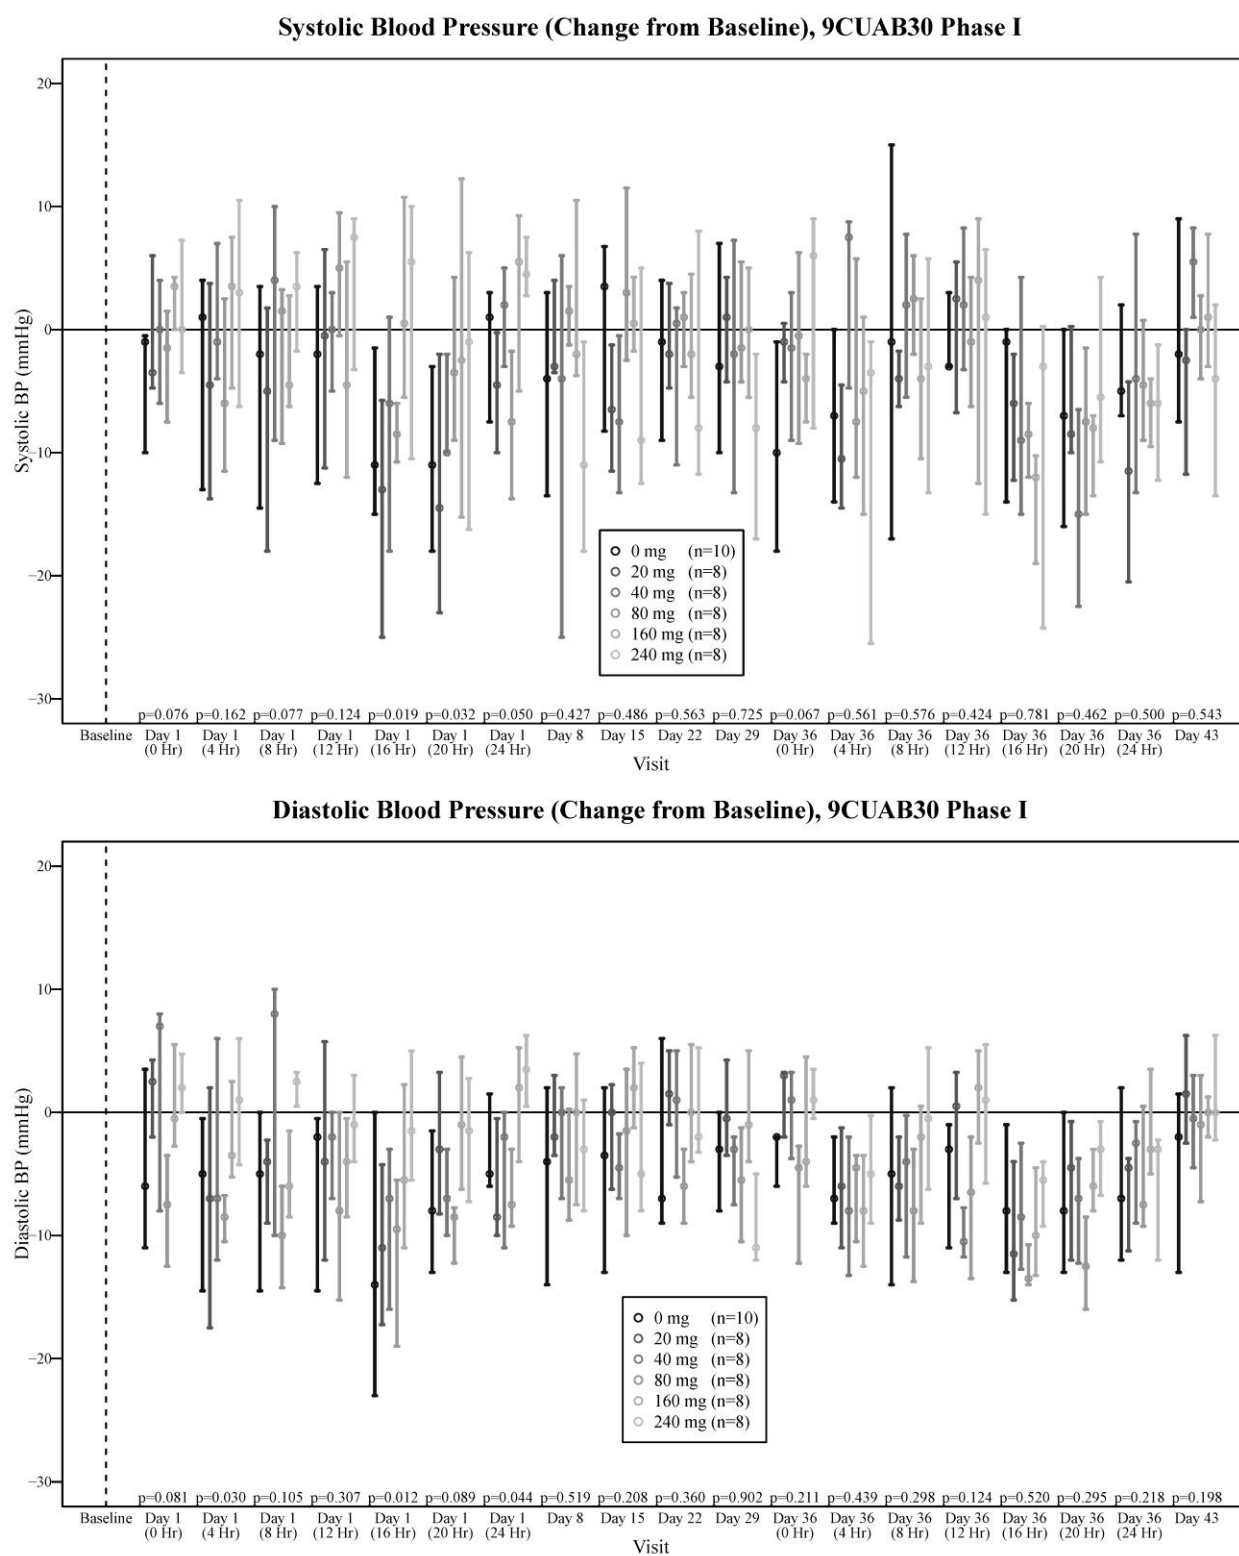 Systolic Blood Pressure (Change from Baseline), 9CUAB30 Phase I
20
10
0
−10
−20
−30
Systolic BP (mmHg)
0 mg (n=10)
20 mg (n=8)
40 mg (n=8)
80 mg (n=8)
160 mg (n=8)
240 mg (n=8)
p=0.076 p=0.162 p=0.077 p=0.124 p=0.019 p=0.032 p=0.050 p=0.427 p=0.486 p=0.563 p=0.725 p=0.067 p=0.561 p=0.576 p=0.424 p=0.781 p=0.462 p=0.500 p=0.543
Baseline Day 1 Day 1 Day 1 Day 1 Day 1 Day 1 Day 1 Day 8 Day 15 Day 22 Day 29 Day 36 Day 36 Day 36 Day 36 Day 36 Day 36 Day 36 Day 43
(0 Hr) (4 Hr) (8 Hr) (12 Hr) (16 Hr) (20 Hr) (24 Hr) (0 Hr) (4 Hr) (8 Hr) (12 Hr) (16 Hr) (20 Hr) (24 Hr)
Visit
Diastolic Blood Pressure (Change from Baseline), 9CUAB30 Phase I
20
10
0
−10
−20
−30
Diastolic BP (mmHg)
0 mg (n=10)
20 mg (n=8)
40 mg (n=8)
80 mg (n=8)
160 mg (n=8)
240 mg (n=8)
p=0.081 p=0.030 p=0.105 p=0.307 p=0.012 p=0.089 p=0.044 p=0.519 p=0.208 p=0.360 p=0.902 p=0.211 p=0.439 p=0.298 p=0.124 p=0.520 p=0.295 p=0.218 p=0.198
Baseline Day 1 Day 1 Day 1 Day 1 Day 1 Day 1 Day 1 Day 8 Day 15 Day 22 Day 29 Day 36 Day 36 Day 36 Day 36 Day 36 Day 36 Day 36 Day 43
(0 Hr) (4 Hr) (8 Hr) (12 Hr) (16 Hr) (20 Hr) (24 Hr) (0 Hr) (4 Hr) (8 Hr) (12 Hr) (16 Hr) (20 Hr) (24 Hr)
Visit